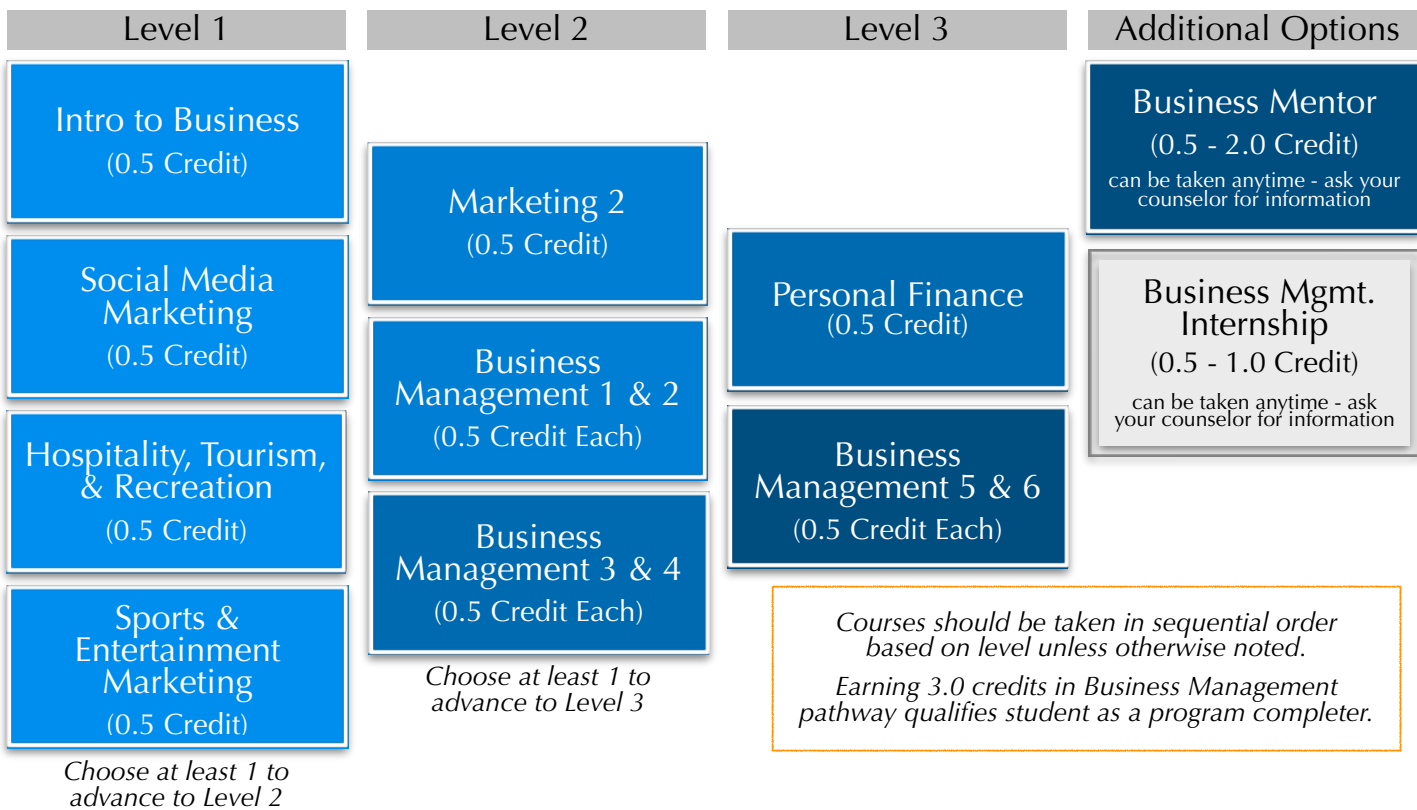 Level 1
Intro to Business
(0.5 Credit)
Social Media
Marketing
(0.5 Credit)
Hospitality, Tourism,
& Recreation
(0.5 Credit)
Sports &
Entertainment
Marketing
(0.5 Credit)
Choose at least 1 to
advance to Level 2
Level 2
Marketing 2
(0.5 Credit)
Business
Management 1 & 2
(0.5 Credit Each)
Business
Management 3 & 4
(0.5 Credit Each)
Choose at least 1 to
advance to Level 3
Level 3
Personal Finance
(0.5 Credit)
Business
Management 5 & 6
(0.5 Credit Each)
Additional Options
Business Mentor
(0.5 - 2.0 Credit)
can be taken anytime - ask your
counselor for information
Business Mgmt.
Internship
(0.5 - 1.0 Credit)
can be taken anytime - ask
your counselor for information
Courses should be taken in sequential order
based on level unless otherwise noted.
Earning 3.0 credits in Business Management
pathway qualifies student as a program completer.